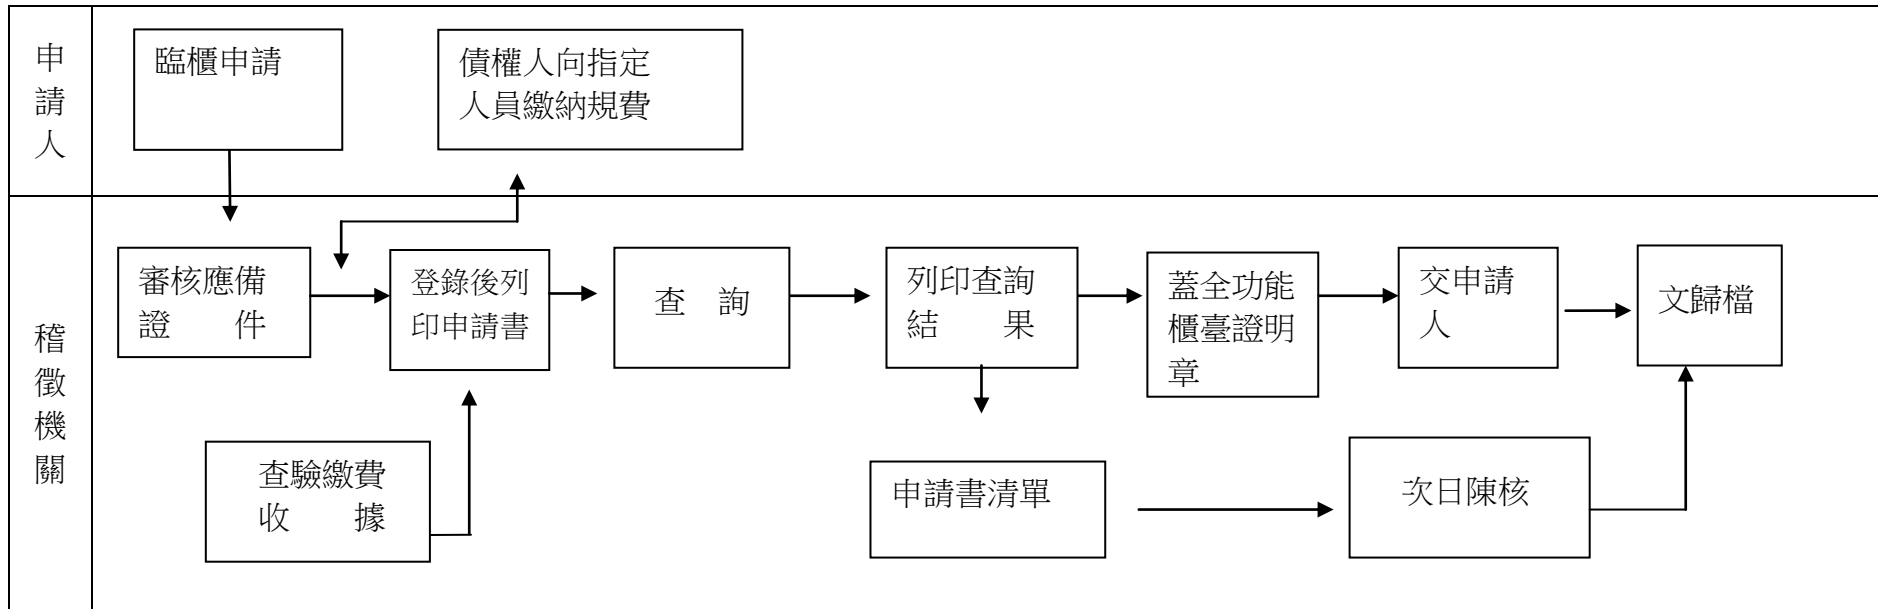 申
請
人
臨櫃申請
債權人向指定
人員繳納規費
稽
徵
機
關
審核應備
證 件
登錄後列
印申請書
查 詢
列印查詢
結 果
蓋全功能
櫃臺證明
章
交申請
人
文歸檔
查驗繳費
收 據
申請書清單
次日陳核